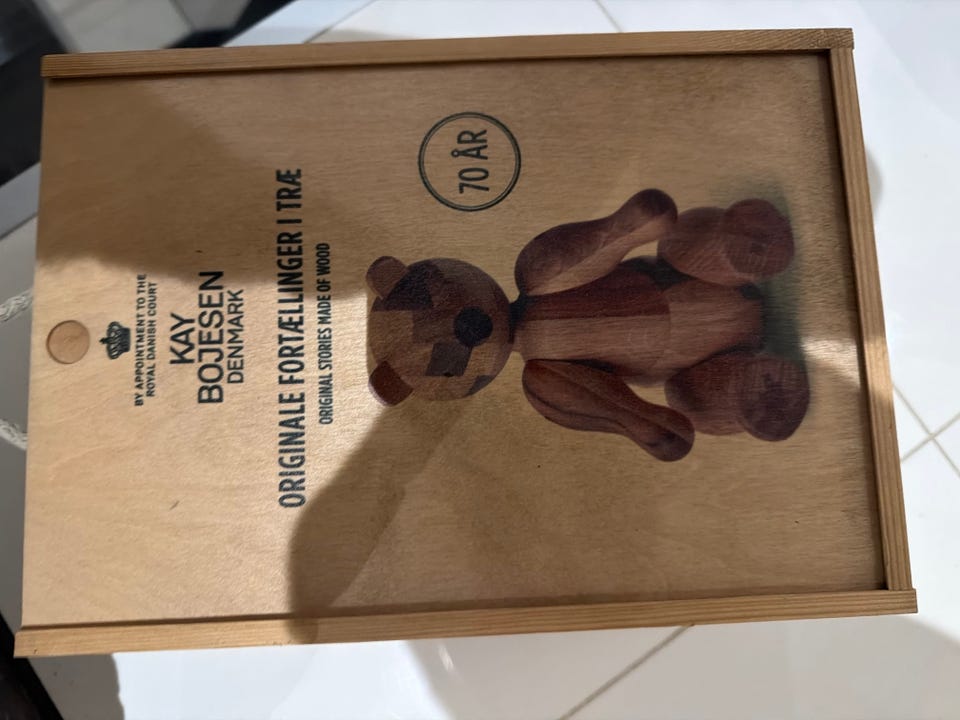 BY APPOINTMENT TO THE
ROYAL DANISH COURT
KAY
BOJESEN
DENMARK
ORIGINALE FORTÆLLINGER I TRÆ
ORIGINAL STORIES MADE OF WOOD
70 ÅR